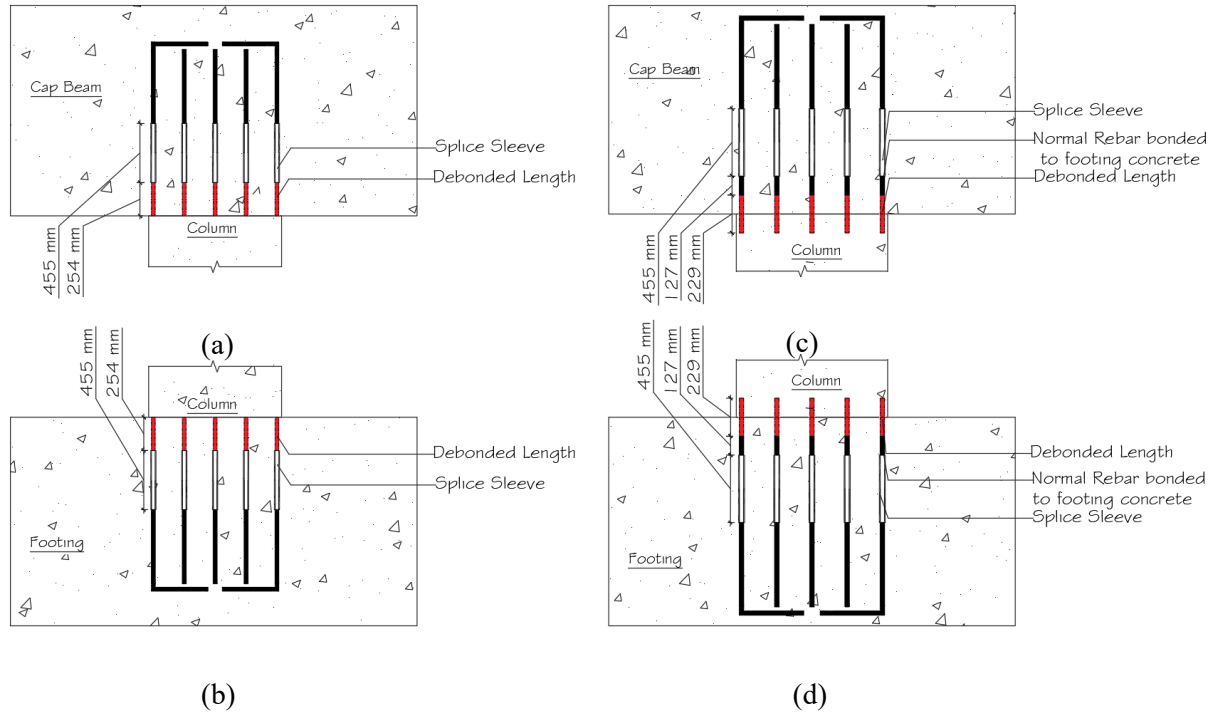 Cap Beam
Splice Sleeve
Debonded Length
Column
455 mm
254 mm
(a)
Cap Beam
Splice Sleeve
Normal Rebar bonded
to footing concrete
Debonded Length
Column
455 mm
127 mm
229 mm
(c)
455 mm
254 mm
Column
Debonded Length
Splice Sleeve
Footing
(b)
455 mm
127 mm
229 mm
Column
Debonded Length
Normal Rebar bonded
to footing concrete
Splice Sleeve
Footing
(d)